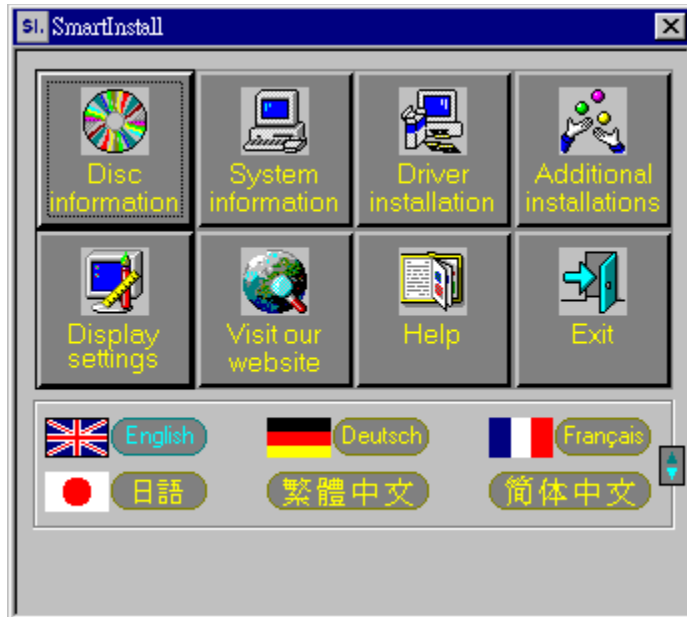 SI. SmartInstall
Disc
information
System
information
Driver
installation
Additional
installations
Display
settings
Visit our
website
Help
Exit
English
Deutsch
Français
日語
繁體中文
简体中文